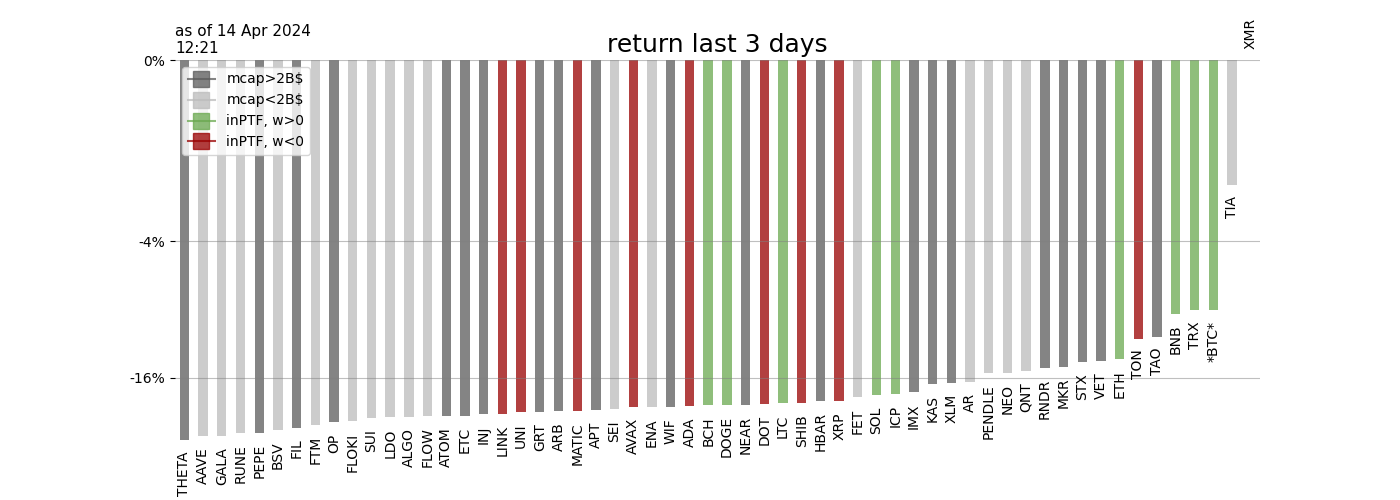 as of 14 Apr 2024
12:21
return last 3 days
XMR
0%
mcap>2B$
mcap<2B$
inPTF, w>0
inPTF, w<0
-4%
-16%
THETA
AAVE
GALA
RUNE
PEPE
BSV
FIL
FTM
OP
FLOKI
SUI
LDO
ALGO
FLOW
ATOM
ETC
INJ
LINK
UNI
GRT
ARB
MATIC
APT
SEI
AVAX
ENA
WIF
ADA
BCH
DOGE
NEAR
DOT
LTC
SHIB
HBAR
XRP
FET
SOL
ICP
IMX
KAS
XLM
AR
PENDLE
NEO
QNT
RNDR
MKR
STX
VET
ETH
TON
TAO
BNB
TRX
*BTC*
TIA